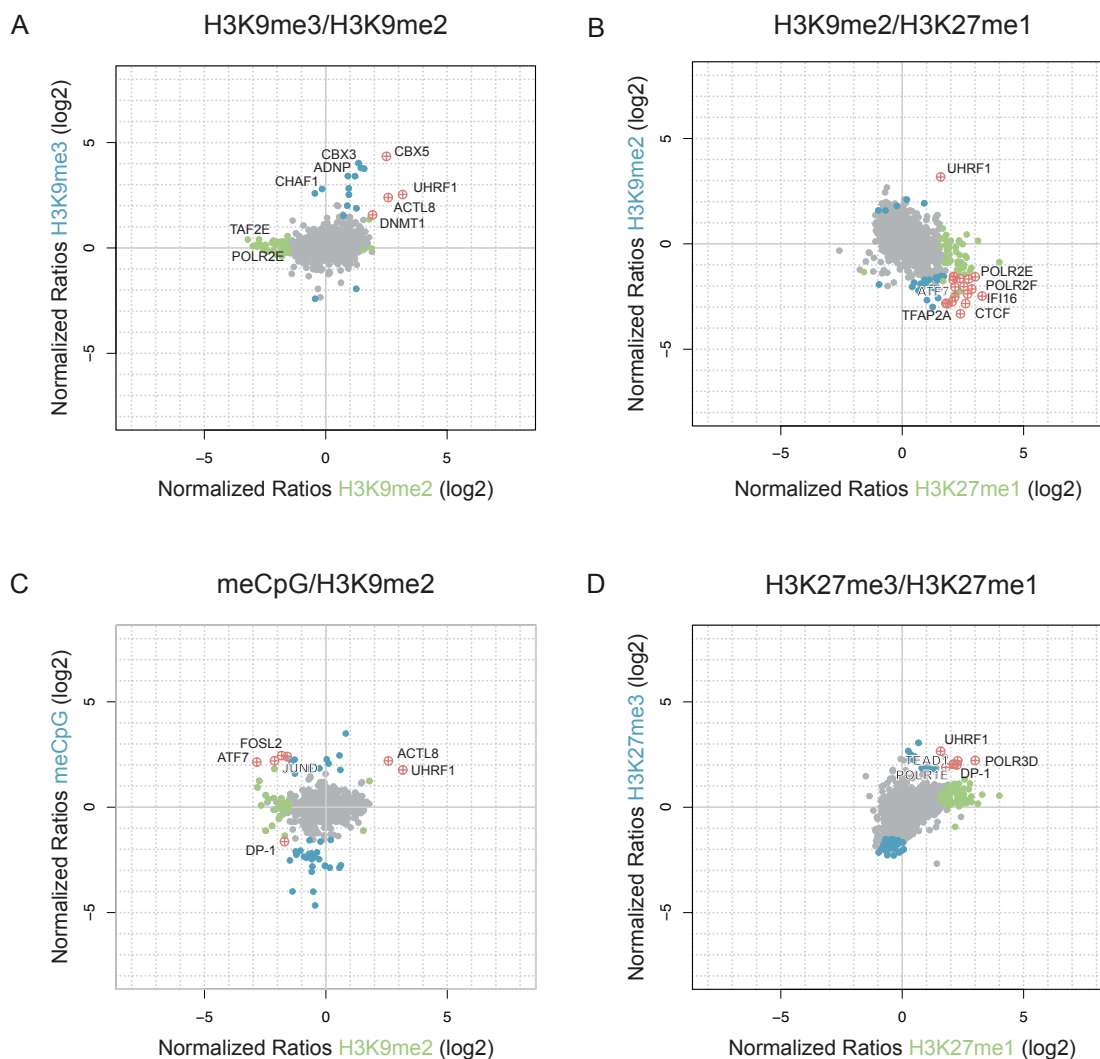 A
H3K9me3/H3K9me2
Normalized Ratios H3K9me3 (log2)
5
0
−5
CBX3
CBX5
ADNP
CHAF1
UHRF1
ACTL8
DNMT1
TAF2E
POLR2E
−5 0 5
Normalized Ratios H3K9me2 (log2)
B
H3K9me2/H3K27me1
Normalized Ratios H3K9me2 (log2)
5
0
−5
UHRF1
POLR2E
ATF7
POLR2F
IFI16
TFAP2A
CTCF
−5 0 5
Normalized Ratios H3K27me1 (log2)
C
meCpG/H3K9me2
Normalized Ratios meCpG (log2)
5
0
−5
FOSL2
ATF7
JUND
ACTL8
UHRF1
DP-1
−5 0 5
Normalized Ratios H3K9me2 (log2)
D
H3K27me3/H3K27me1
Normalized Ratios H3K27me3 (log2)
5
0
−5
UHRF1
TEAD1
POLR3D
POLR1E
DP-1
−5 0 5
Normalized Ratios H3K27me1 (log2)